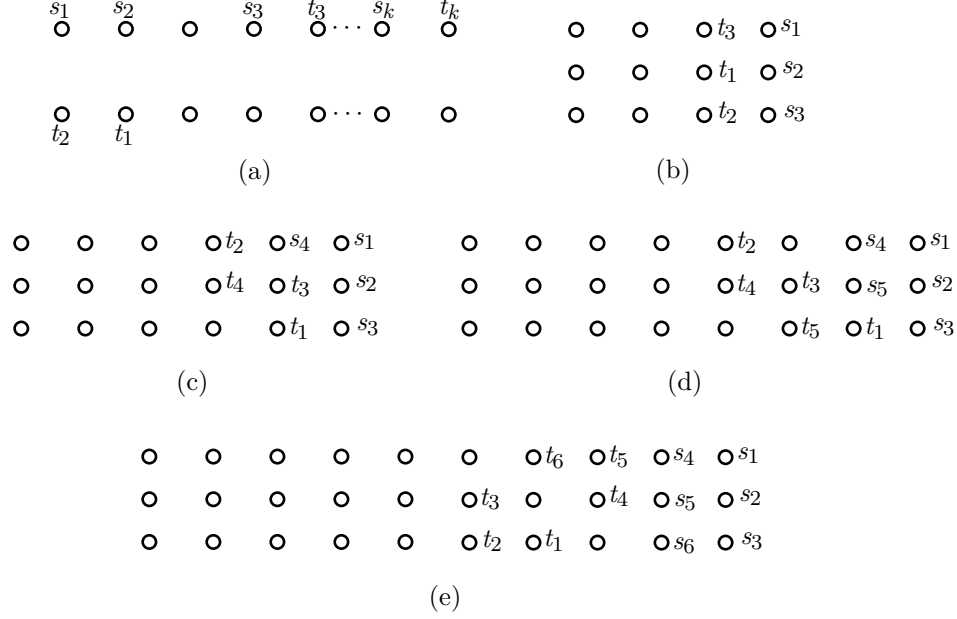 s₁ s₂ s₃ t₃ ··· sₖ tₖ
t₂ t₁ ···
(a)
t₃ s₁
t₁ s₂
t₂ s₃
(b)
t₂ s₄ s₁
t₄ t₃ s₂
t₁ s₃
(c)
t₂ s₄ s₁
t₄ t₃ s₅ s₂
t₅ t₁ s₃
(d)
t₆ t₅ s₄ s₁
t₃ t₄ s₅ s₂
t₂ t₁ s₆ s₃
(e)